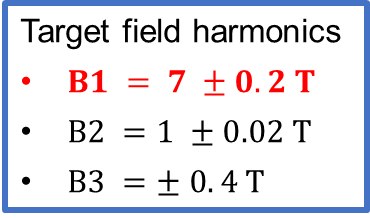 Target field harmonics
• B1 = 7 ± 0.2 T
• B2 = 1 ± 0.02 T
• B3 = ± 0.4 T